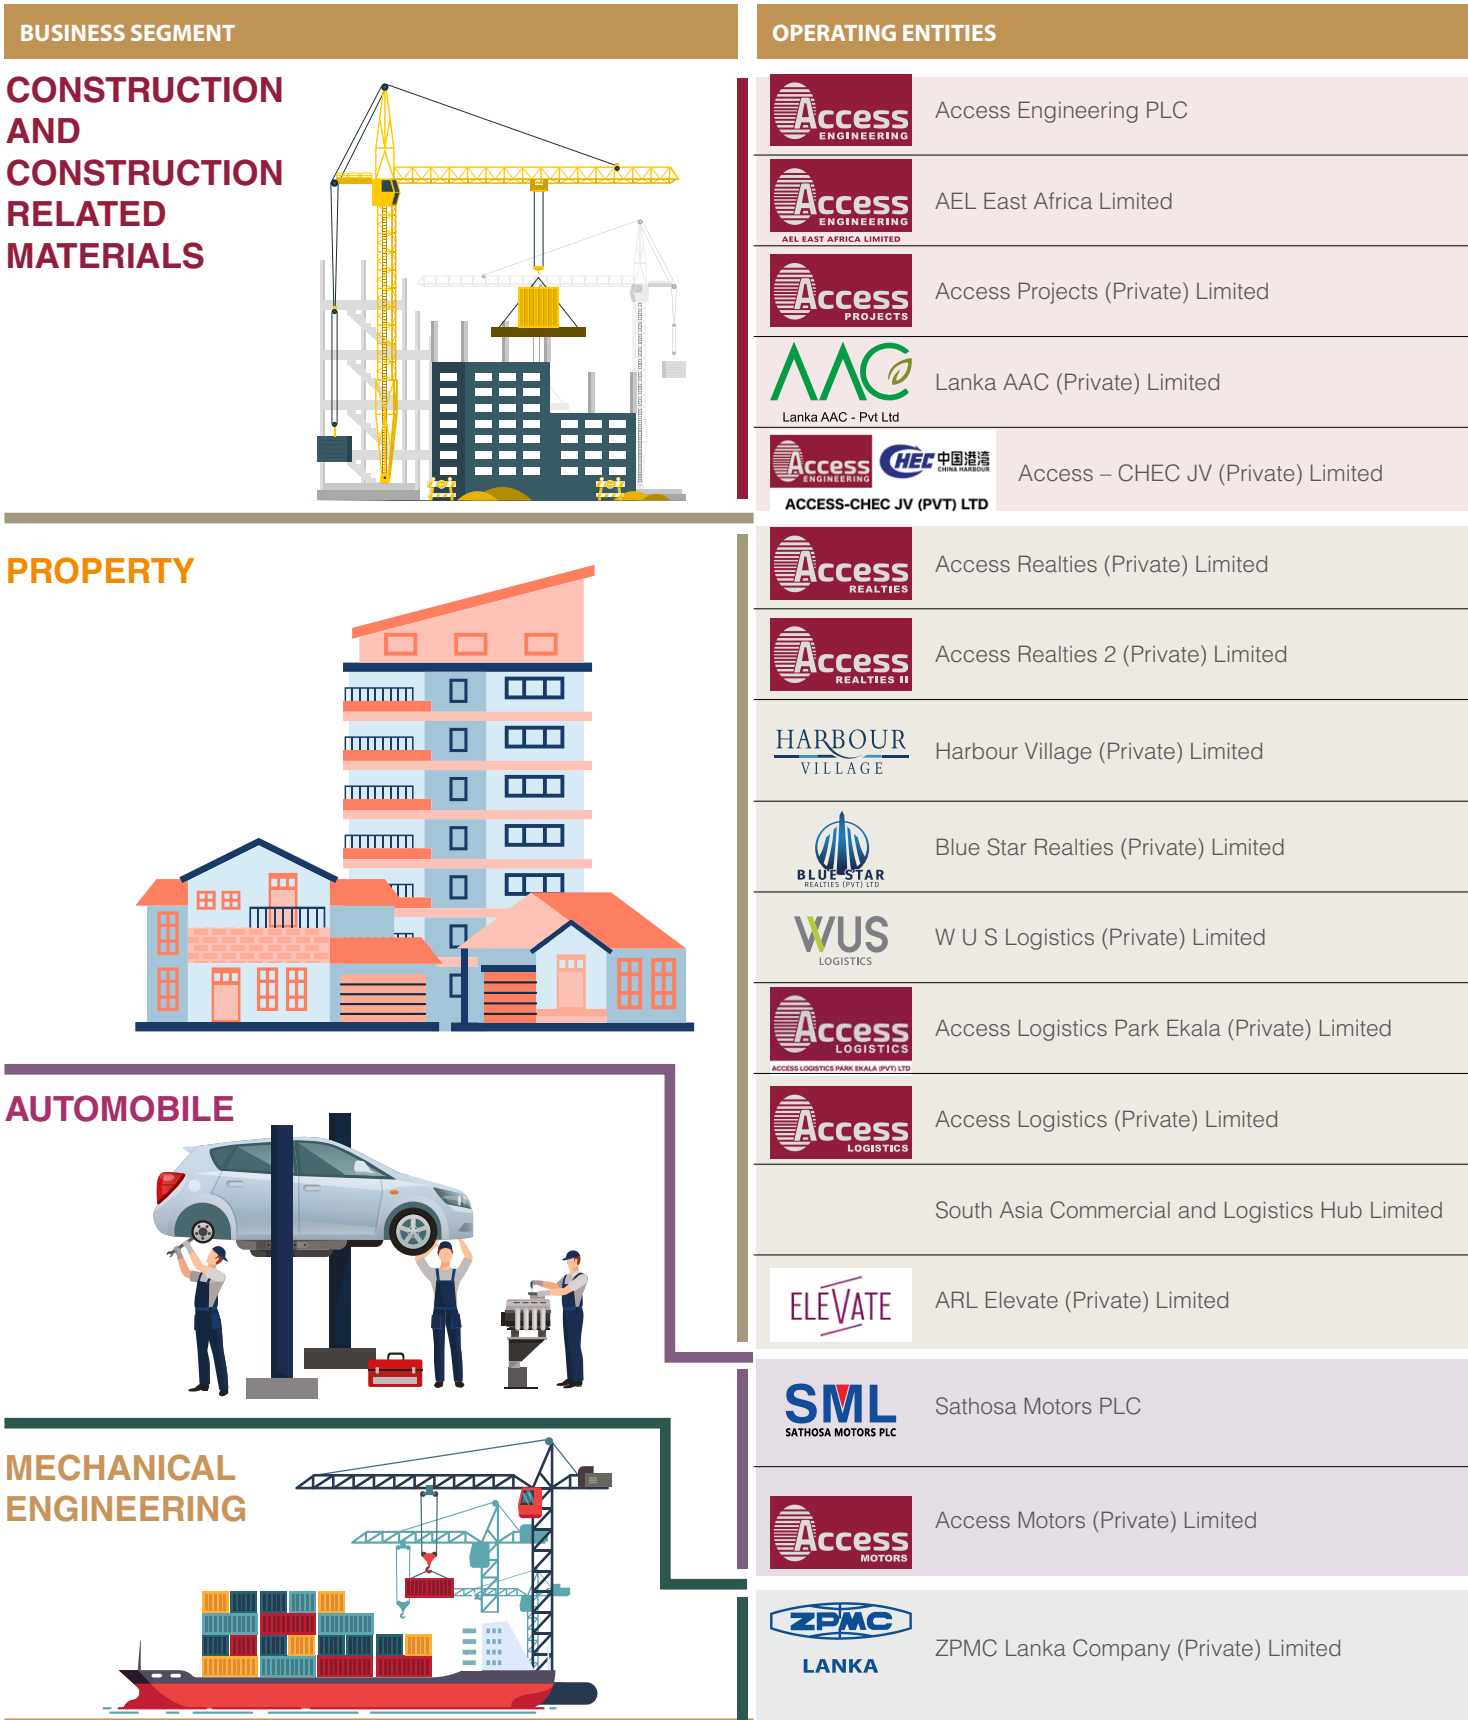 BUSINESS SEGMENT
OPERATING ENTITIES
CONSTRUCTION
AND
CONSTRUCTION
RELATED
MATERIALS
Access
ENGINEERING
Access Engineering PLC
Access
ENGINEERING
AEL EAST AFRICA LIMITED
AEL East Africa Limited
Access
PROJECTS
Access Projects (Private) Limited
AAC
Lanka AAC - Pvt Ltd
Lanka AAC (Private) Limited
Access
ENGINEERING
CHEC 中国港湾
CHINA HARBOUR
ACCESS-CHEC JV (PVT) LTD
Access – CHEC JV (Private) Limited
PROPERTY
Access
REALTIES
Access Realties (Private) Limited
Access
REALTIES II
Access Realties 2 (Private) Limited
HARBOUR
VILLAGE
Harbour Village (Private) Limited
BLUE STAR
REALTIES (PVT) LTD
Blue Star Realties (Private) Limited
WUS
LOGISTICS
W U S Logistics (Private) Limited
Access
LOGISTICS
ACCESS LOGISTICS PARK EKALA (PVT) LTD
Access Logistics Park Ekala (Private) Limited
Access
LOGISTICS
Access Logistics (Private) Limited
South Asia Commercial and Logistics Hub Limited
ELEVATE
ARL Elevate (Private) Limited
AUTOMOBILE
SML
SATHOSA MOTORS PLC
Sathosa Motors PLC
Access
MOTORS
Access Motors (Private) Limited
MECHANICAL
ENGINEERING
ZPMC
LANKA
ZPMC Lanka Company (Private) Limited